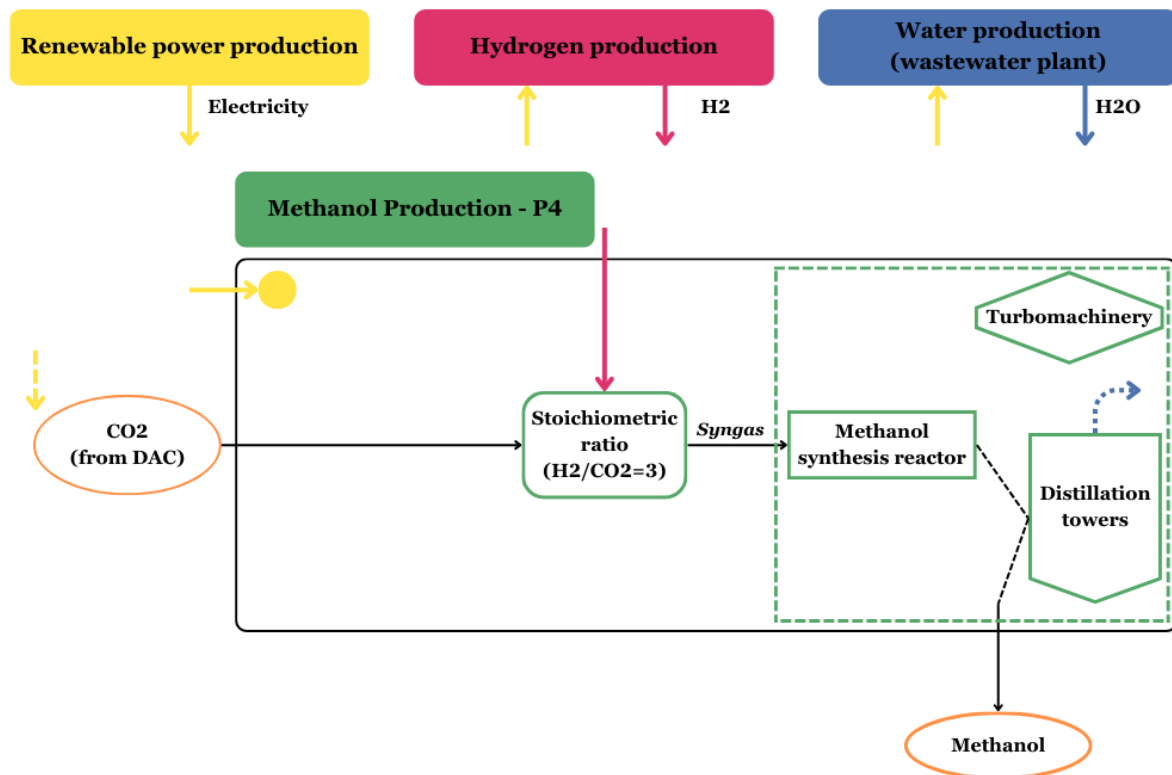 Renewable power production
Hydrogen production
Water production
(wastewater plant)
Electricity
H2
H2O
Methanol Production - P4
Turbomachinery
CO2
(from DAC)
Stoichiometric
ratio
(H2/CO2=3)
Syngas
Methanol
synthesis reactor
Distillation
towers
Methanol